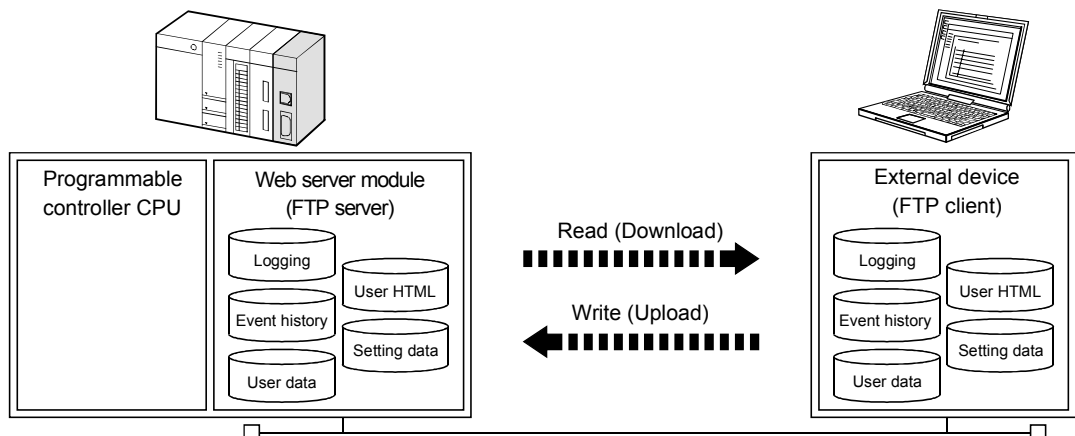 Programmable
controller CPU
Web server module
(FTP server)
Logging
User HTML
Event history
Setting data
User data
Read (Download)
Write (Upload)
External device
(FTP client)
Logging
User HTML
Event history
Setting data
User data